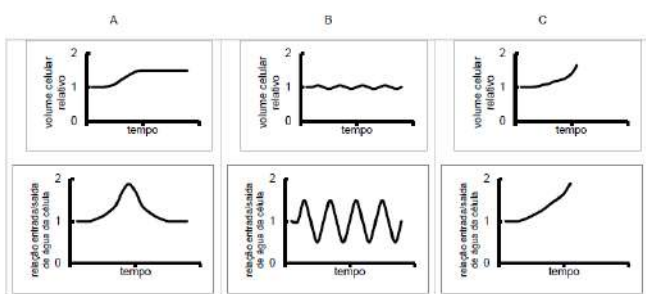 A
B
C
volume celular
relativo
2
1
0
tempo
volume celular
relativo
2
1
0
tempo
volume celular
relativo
2
1
0
tempo
relação entrada/saída
de água da célula
2
1
0
tempo
relação entrada/saída
de água da célula
2
1
0
tempo
relação entrada/saída
de água da célula
2
1
0
tempo